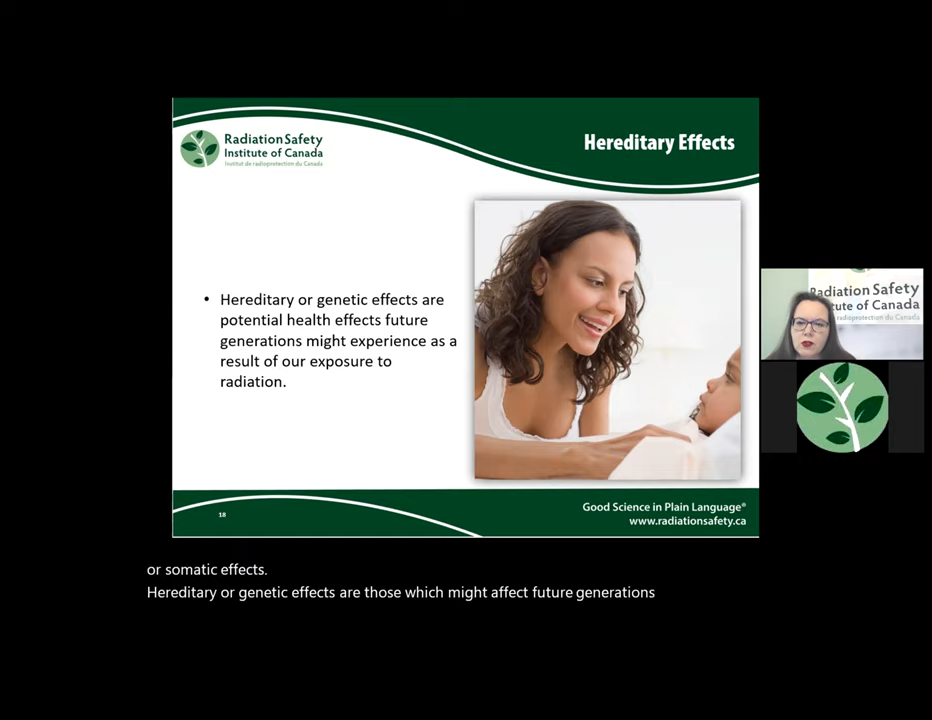 Radiation Safety
Institute of Canada
Institut de radioprotection du Canada
Hereditary Effects
• Hereditary or genetic effects are
potential health effects future
generations might experience as a
result of our exposure to
radiation.
18
Good Science in Plain Language®
www.radiationsafety.ca
Radiation Safety
tute of Canada
radioprotection du Canada
or somatic effects.
Hereditary or genetic effects are those which might affect future generations